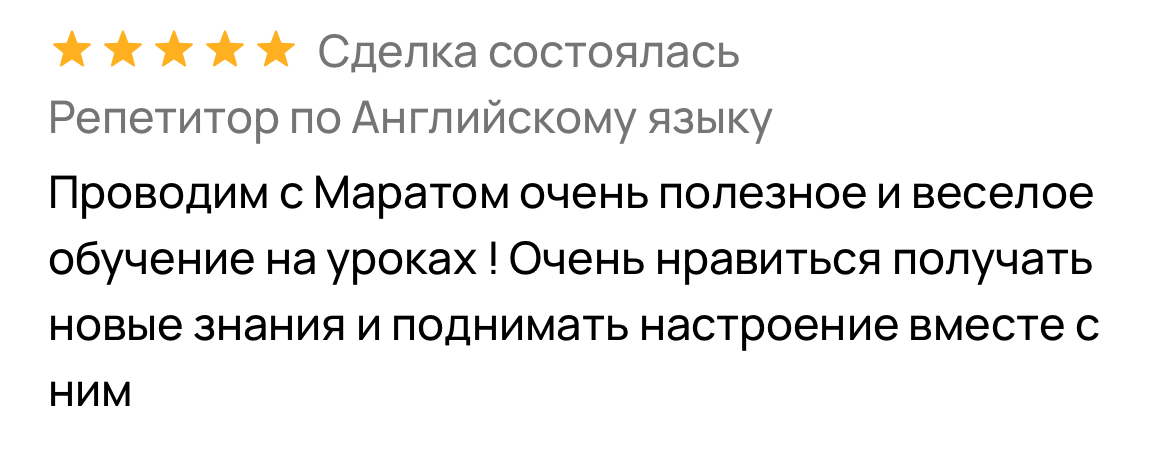 Сделка состоялась
Репетитор по Английскому языку
Проводим с Маратом очень полезное и веселое
обучение на уроках ! Очень нравиться получать
новые знания и поднимать настроение вместе с
ним